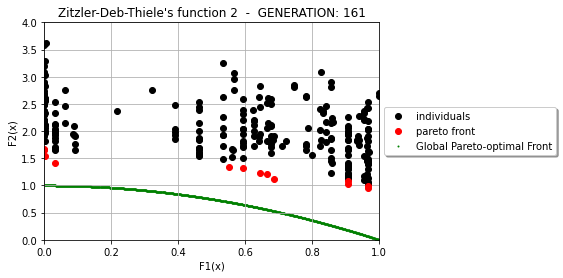 Zitzler-Deb-Thiele's function 2 - GENERATION: 161
4.0
3.5
3.0
2.5
2.0
1.5
1.0
0.5
0.0
F2(x)
0.0 0.2 0.4 0.6 0.8 1.0
F1(x)
individuals
pareto front
Global Pareto-optimal Front